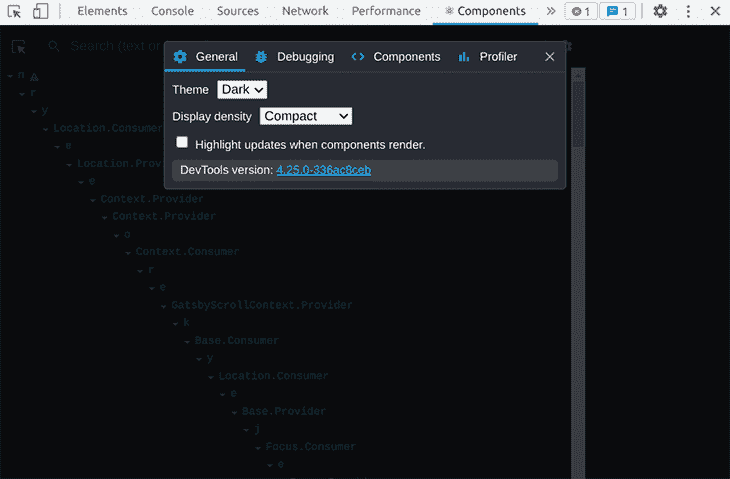 Elements Console Sources Network Performance Components » 1 1
Search (text or
General Debugging Components Profiler
Theme Dark
Display density Compact
Highlight updates when components render.
DevTools version: 4.25.0-336ac8ceb
n
r
y
Location.Consumer
e
Location.Prov
e
Context.Provider
Context.Provider
o
Context.Consumer
r
e
GatsbyScrollContext.Provider
k
Base.Consumer
y
Location.Consumer
e
Base.Provider
j
Focus.Consumer
e